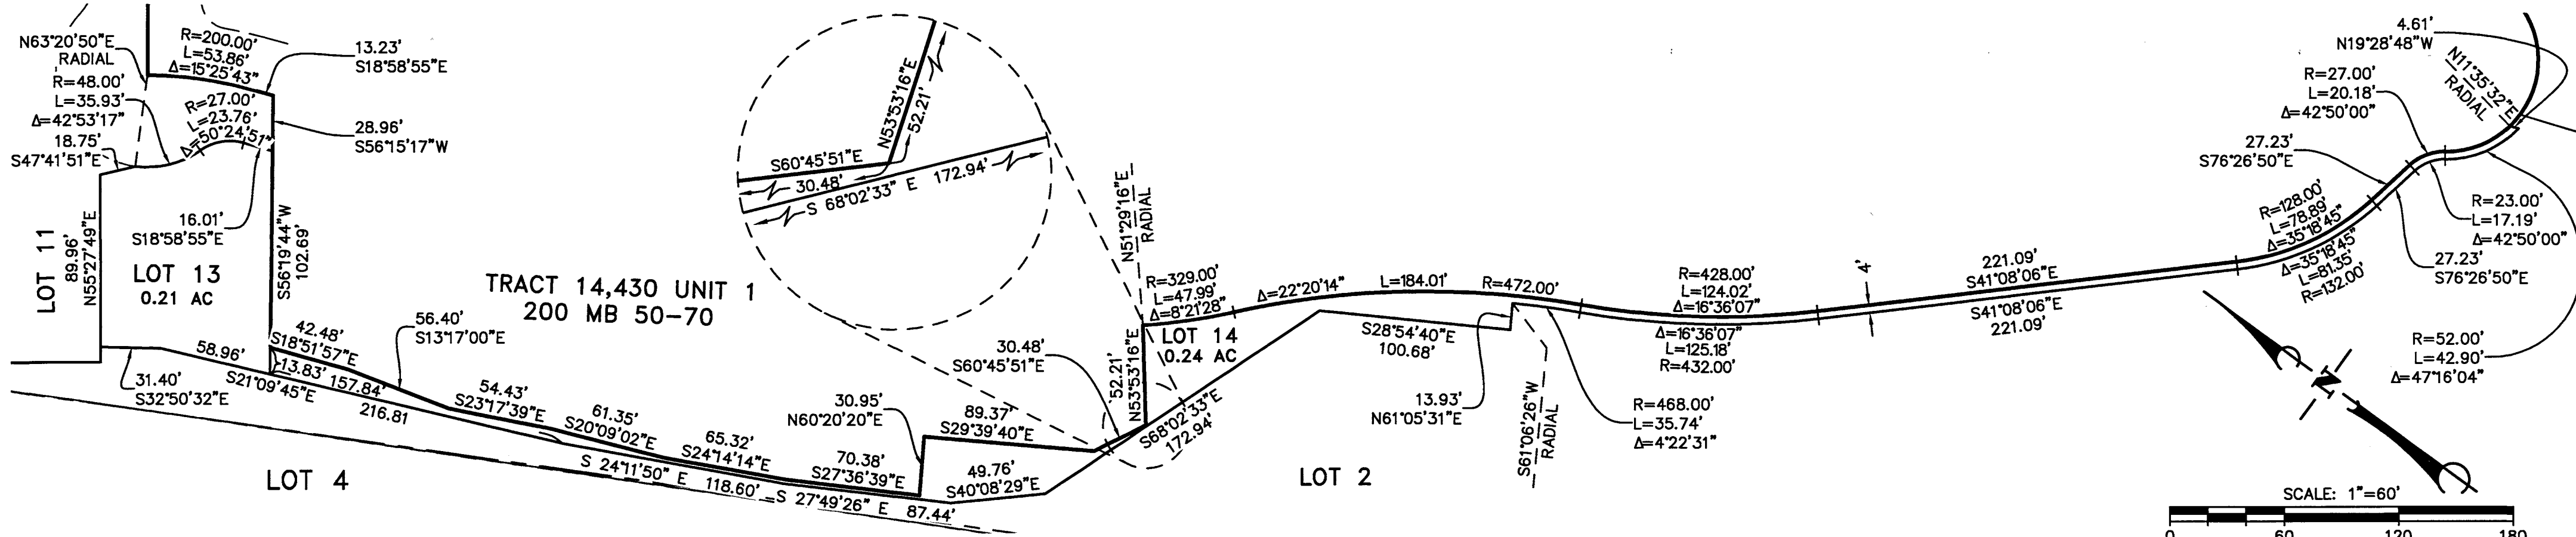 N63°20'50"E
RADIAL
R=200.00'
L=53.86'
Δ=15°25'43"
13.23'
S18°58'55"E
R=48.00'
L=35.93'
Δ=42°53'17"
R=27.00'
L=23.76'
Δ=50°24'51"
18.75'
S47°41'51"E
28.96'
S56°15'17"W
16.01'
S18°58'55"E
LOT 11
89.96'
N55°27'49"E
LOT 13
0.21 AC
S56°19'44"W
102.69'
31.40'
S32°50'32"E
58.96'
S21°09'45"E
216.81
13.83'
157.84'
42.48'
S18°51'57"E
56.40'
S13°17'00"E
TRACT 14,430 UNIT 1
200 MB 50-70
LOT 4
54.43'
S23°17'39"E
61.35'
S20°09'02"E
65.32'
S24°14'14"E
70.38'
S27°36'39"E
S 24°11'50" E 118.60'
S 27°49'26" E 87.44'
30.95'
N60°20'20"E
89.37'
S29°39'40"E
49.76'
S40°08'29"E
30.48'
S60°45'51"E
N53°53'16"E
52.21'
S60°45'51"E
30.48'
S 68°02'33" E 172.94'
52.21'
N53°53'16"E
S68°02'33"E
172.94'
N51°29'16"E
RADIAL
R=329.00'
L=47.99'
Δ=8°21'28"
LOT 14
0.24 AC
Δ=22°20'14"
L=184.01'
R=472.00'
S28°54'40"E
100.68'
LOT 2
13.93'
N61°05'31"E
S61°06'26"W
RADIAL
R=468.00'
L=35.74'
Δ=4°22'31"
R=428.00'
L=124.02'
Δ=16°36'07"
Δ=16°36'07"
L=125.18'
R=432.00'
4'
221.09'
S41°08'06"E
S41°08'06"E
221.09'
R=128.00'
L=78.89'
Δ=35°18'45"
Δ=35°18'45"
L=81.35'
R=132.00'
27.23'
S76°26'50"E
R=27.00'
L=20.18'
Δ=42°50'00"
4.61'
N19°28'48"W
N11°35'32"E
RADIAL
R=23.00'
L=17.19'
Δ=42°50'00"
27.23'
S76°26'50"E
R=52.00'
L=42.90'
Δ=47°16'04"
N
SCALE: 1"=60'
0 60 120 180